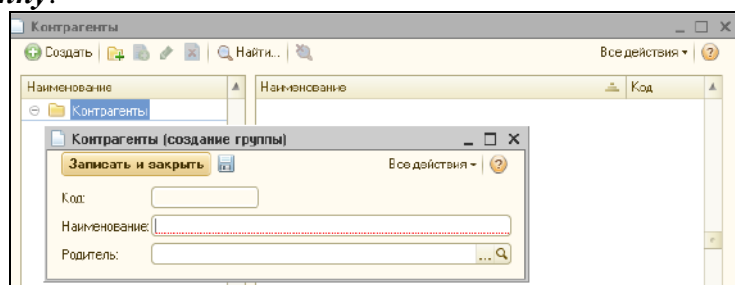 Контрагенты
Создать Найти... Все действия
Наименование Наименование Код
Контрагенты
Контрагенты (создание группы)
Записать и закрыть Все действия
Код:
Наименование:
Родитель: ...